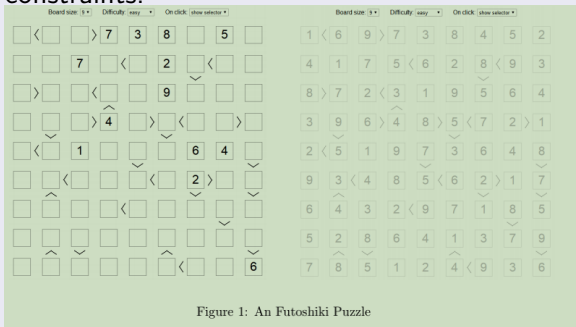 constraints.
Board size: 9 Difficulty: easy On click: show selector
< > 7 3 8 5
7 < 2 <
> < 9
> 4 > < >
< 1 6 4
< < 2 >
<
< 6
Board size: 9 Difficulty: easy On click: show selector
1 < 6 9 > 7 3 8 4 5 2
4 1 7 5 < 6 2 8 < 9 3
8 > 7 2 < 3 1 9 5 6 4
3 9 6 > 4 8 > 5 < 7 2 > 1
2 < 5 1 9 7 3 6 4 8
9 3 < 4 8 5 < 6 2 > 1 7
6 4 3 2 < 9 7 1 8 5
5 2 8 6 4 1 3 7 9
7 8 5 1 2 4 < 9 3 6
Figure 1: An Futoshiki Puzzle